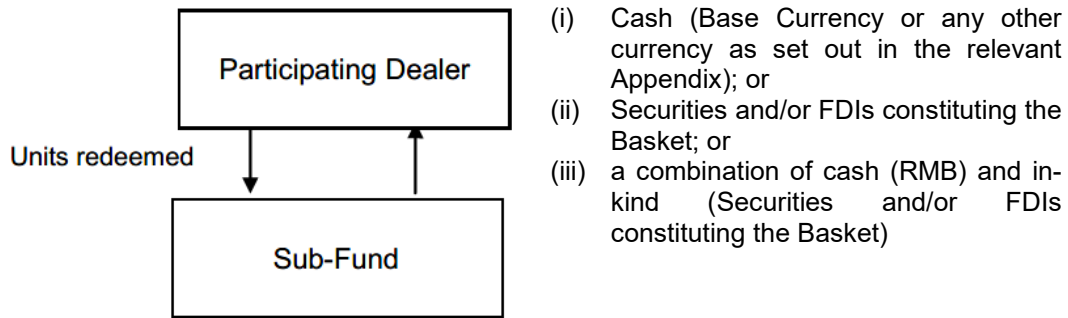 Participating Dealer
Units redeemed
Sub-Fund
(i) Cash (Base Currency or any other
currency as set out in the relevant
Appendix); or
(ii) Securities and/or FDIs constituting the
Basket; or
(iii) a combination of cash (RMB) and in-
kind (Securities and/or FDIs
constituting the Basket)